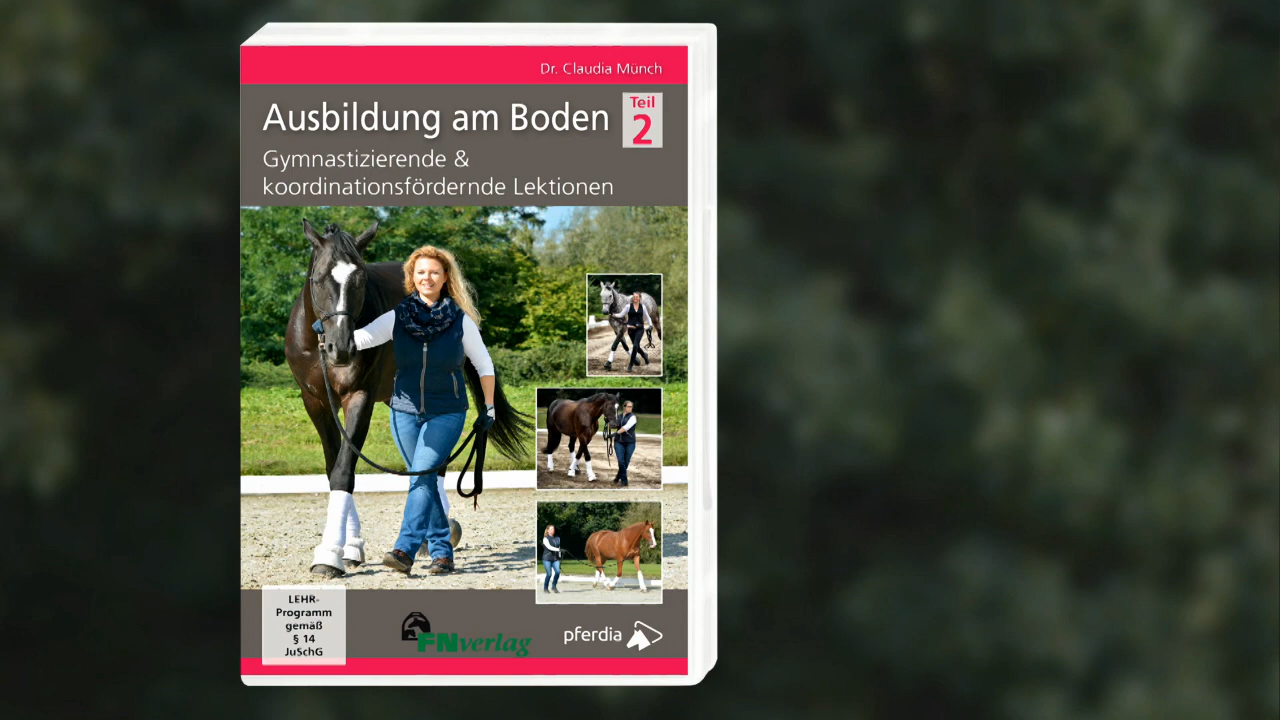 Dr. Claudia Münch
Ausbildung am Boden
Teil
2
Gymnastizierende &
koordinationsfördernde Lektionen
LEHR-
Programm
gemäß
§ 14
JuSchG
FNverlag
pferdia